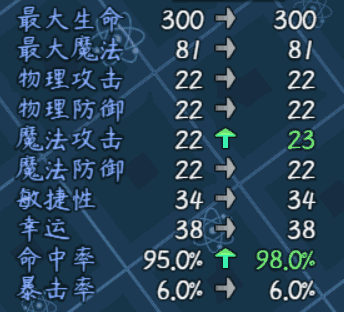 最大生命 300 → 300
最大魔法 81 → 81
物理攻击 22 → 22
物理防御 22 → 22
魔法攻击 22 ↑ 23
魔法防御 22 → 22
敏捷性 34 → 34
幸运 38 → 38
命中率 95.0% ↑ 98.0%
暴击率 6.0% → 6.0%